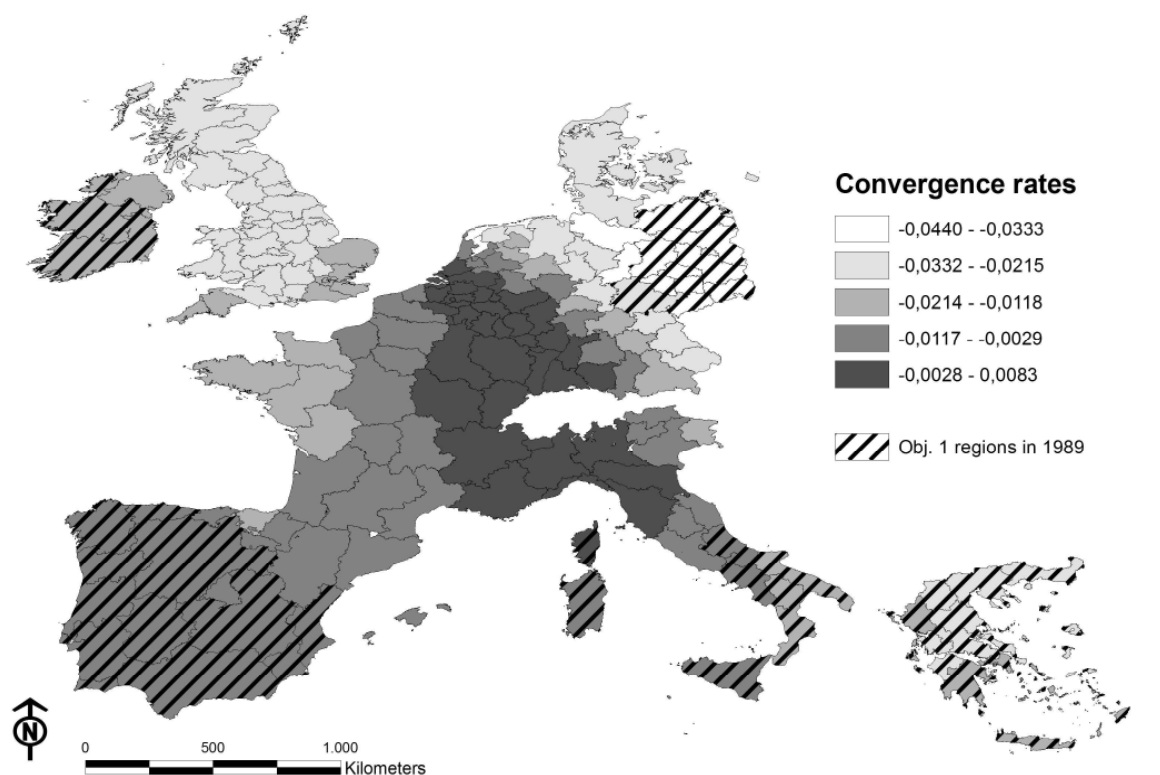 Convergence rates
-0,0440 - -0,0333
-0,0332 - -0,0215
-0,0214 - -0,0118
-0,0117 - -0,0029
-0,0028 - 0,0083
Obj. 1 regions in 1989
N
0 500 1.000
Kilometers